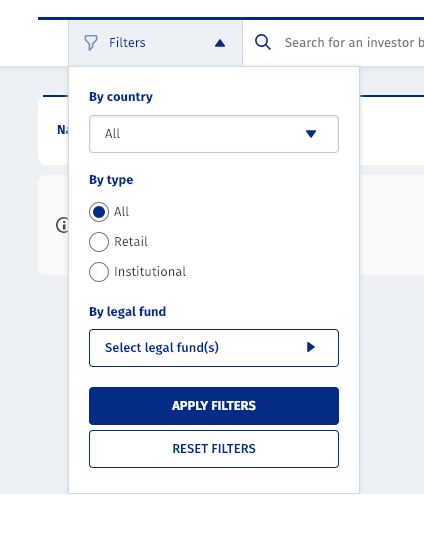 Filters
Search for an investor b
By country
All
By type
All
Retail
Institutional
By legal fund
Select legal fund(s)
APPLY FILTERS
RESET FILTERS